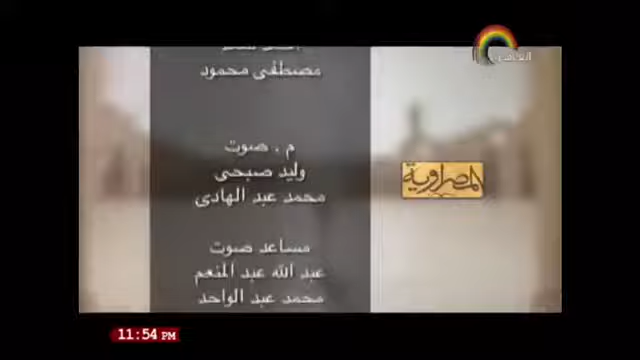 مصطفى محمود
م . صوت
وليد صبحى
محمد عبد الهادى
مساعد صوت
عبد الله عبد المنعم
محمد عبد الواحد
المصراوية
11:54 PM